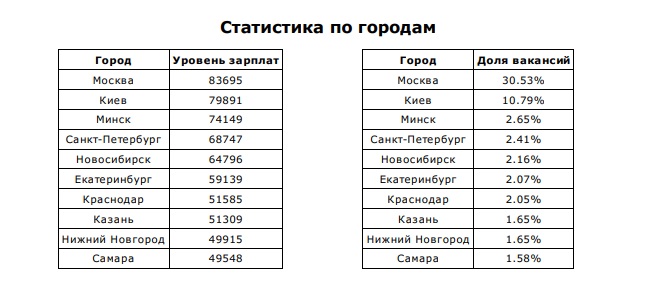 Статистика по городам
Город Уровень зарплат
Москва 83695
Киев 79891
Минск 74149
Санкт-Петербург 68747
Новосибирск 64796
Екатеринбург 59139
Краснодар 51585
Казань 51309
Нижний Новгород 49915
Самара 49548
Город Доля вакансий
Москва 30.53%
Киев 10.79%
Минск 2.65%
Санкт-Петербург 2.41%
Новосибирск 2.16%
Екатеринбург 2.07%
Краснодар 2.05%
Казань 1.65%
Нижний Новгород 1.65%
Самара 1.58%